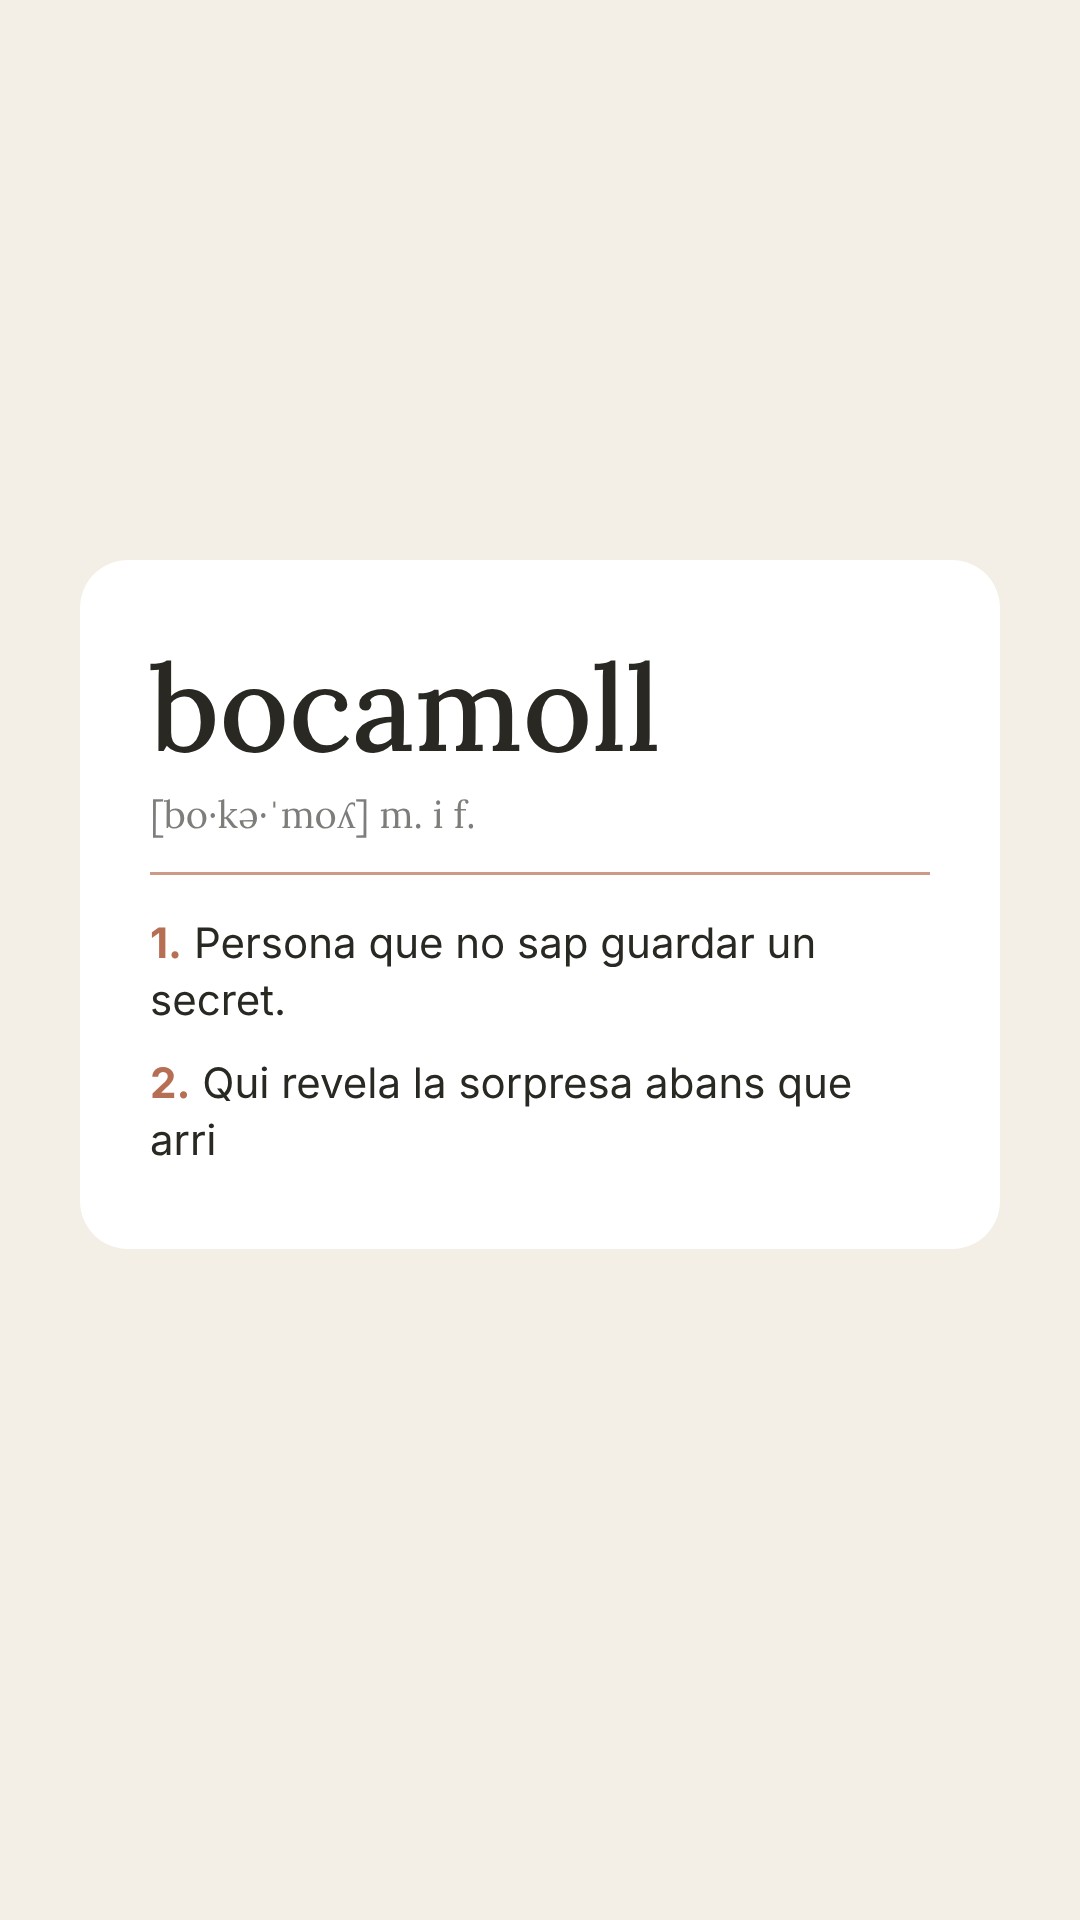 bocamoll
[bo·kə·ˈmoʎ] m. i f.
1. Persona que no sap guardar un
secret.
2. Qui revela la sorpresa abans que
arri